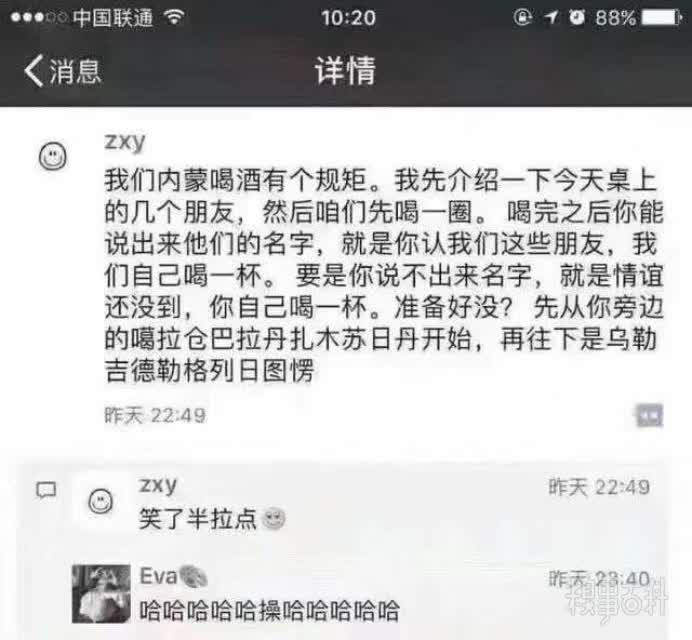 中国联通 10:20 88%
消息 详情
zxy
我们内蒙喝酒有个规矩。我先介绍一下今天桌上
的几个朋友，然后咱们先喝一圈。 喝完之后你能
说出来他们的名字，就是你认我们这些朋友，我
们自己喝一杯。 要是你说不出来名字，就是情谊
还没到，你自己喝一杯。准备好没？ 先从你旁边
的噶拉仓巴拉丹扎木苏日丹开始，再往下是乌勒
吉德勒格列日图愣
昨天 22:49
zxy 昨天 22:49
笑了半拉点
Eva 昨天 23:40
哈哈哈哈哈操哈哈哈哈哈
糗事百科